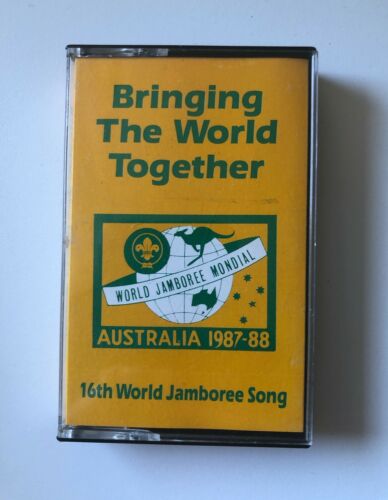 Bringing
The World
Together
WORLD JAMBOREE MONDIAL
AUSTRALIA 1987-88
16th World Jamboree Song